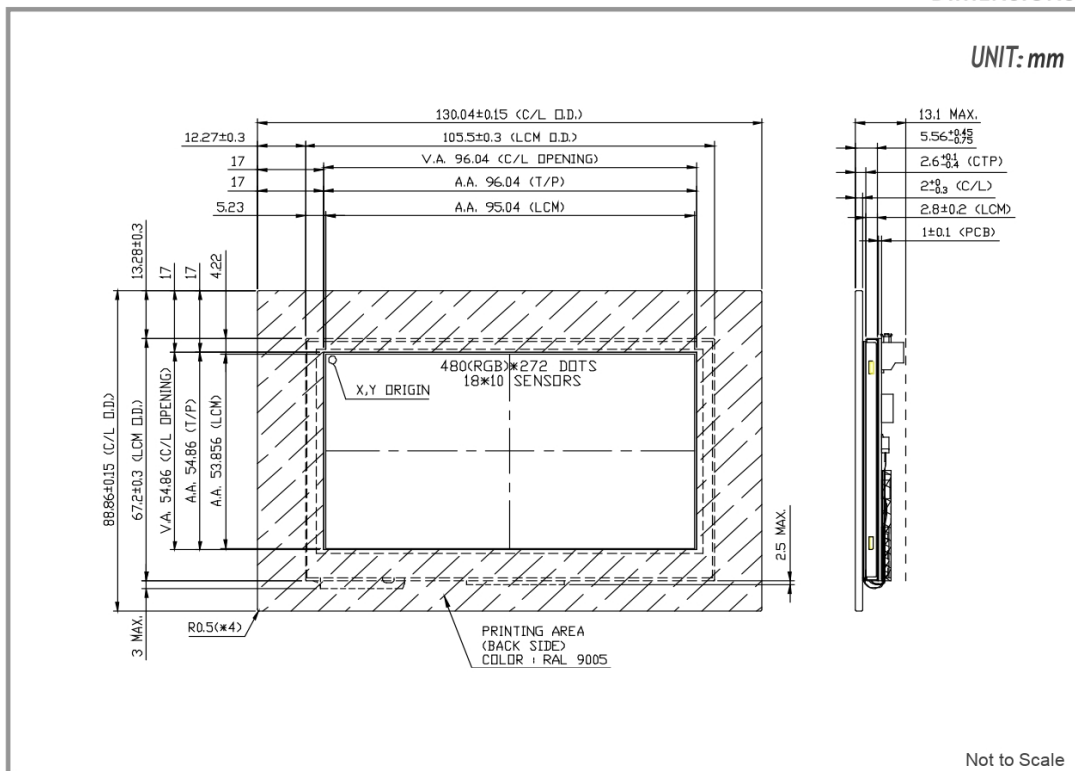 UNIT: mm
130.04±0.15 (C/L O.D.)
13.1 MAX.
12.27±0.3
105.5±0.3 (LCM O.D.)
5.56+0.45-0.75
17
V.A. 96.04 (C/L OPENING)
2.6+0.1-0.4 (CTP)
17
A.A. 96.04 (T/P)
2+0-0.3 (C/L)
5.23
A.A. 95.04 (LCM)
2.8±0.2 (LCM)
1±0.1 (PCB)
13.28±0.3
17
17
4.22
480(RGB)*272 DOTS
18*10 SENSORS
X,Y ORIGIN
88.86±0.15 (C/L O.D.)
67.2±0.3 (LCM O.D.)
V.A. 54.86 (C/L OPENING)
A.A. 54.86 (T/P)
A.A. 53.856 (LCM)
2.5 MAX.
3 MAX.
R0.5(*4)
PRINTING AREA
(BACK SIDE)
COLOR : RAL 9005
Not to Scale